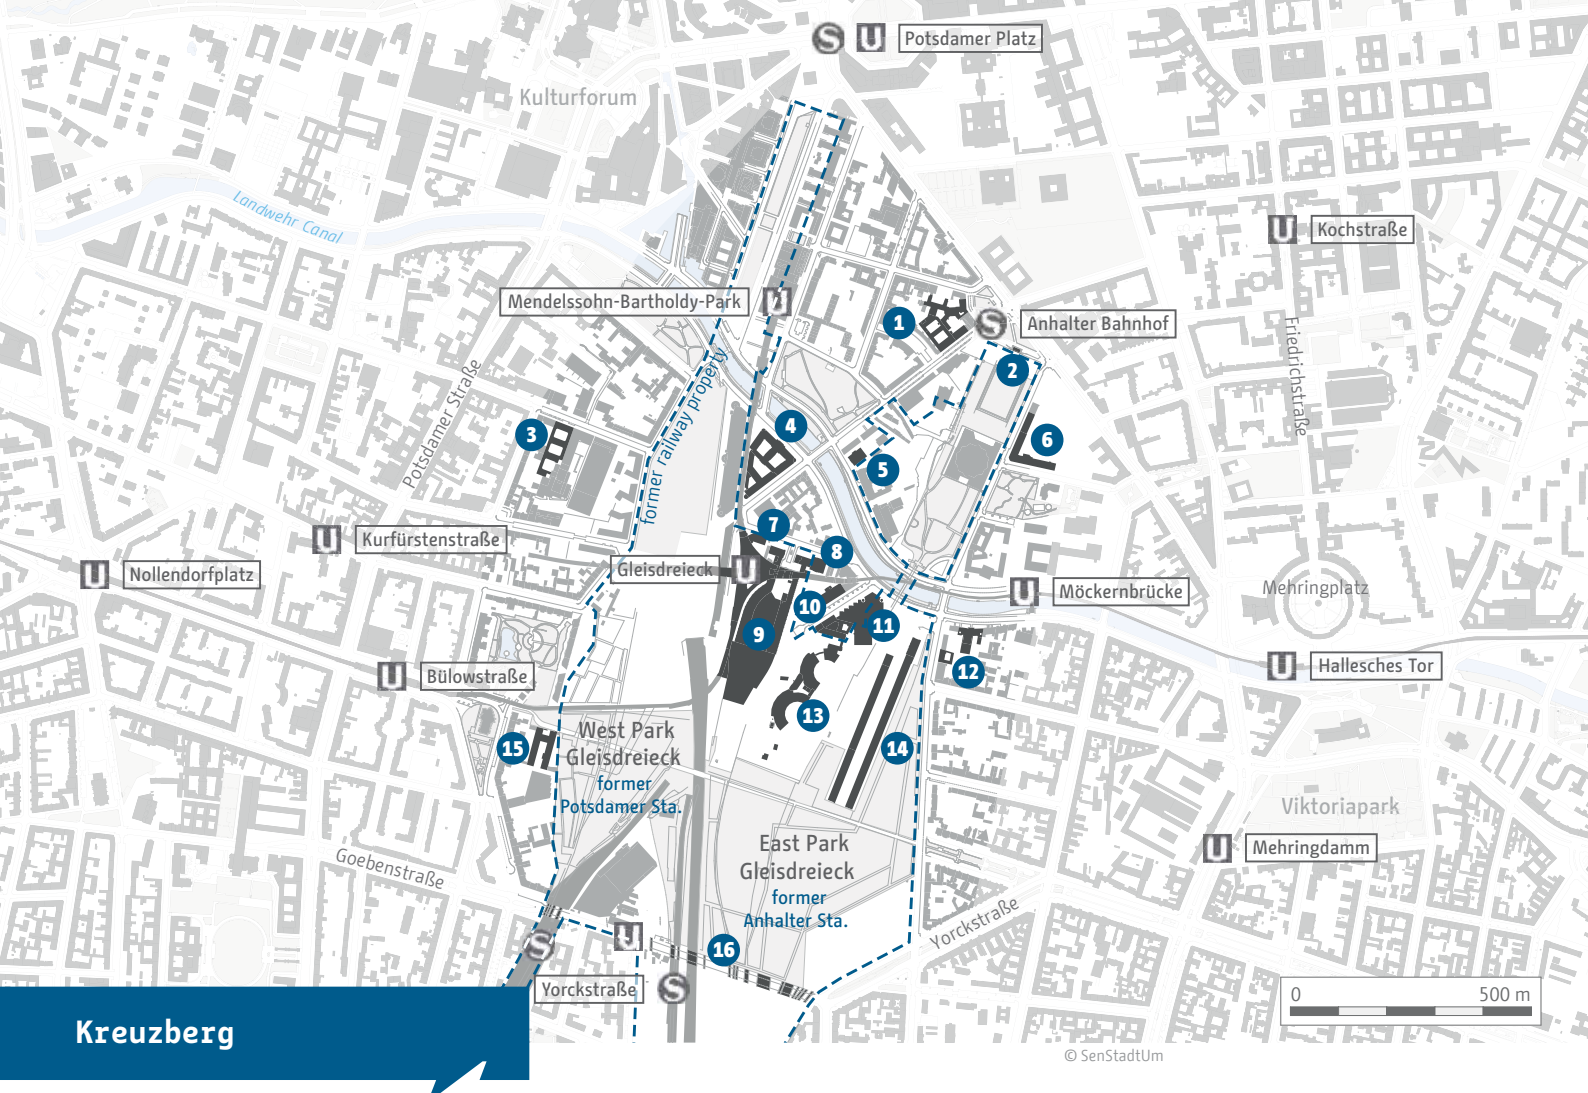 S U Potsdamer Platz
Kulturforum
Landwehr Canal
U Kochstraße
Mendelssohn-Bartholdy-Park U
1
S Anhalter Bahnhof
2
Friedrichstraße
former railway property
Potsdamer Straße
3
4
5
6
7
8
U Kurfürstenstraße
U Nollendorfplatz
Gleisdreieck U
9
10
11
U Möckernbrücke
Mehringplatz
12
U Hallesches Tor
U Bülowstraße
13
14
15
West Park
Gleisdreieck
former
Potsdamer Sta.
Viktoriapark
U Mehringdamm
East Park
Gleisdreieck
former
Anhalter Sta.
Goebenstraße
Yorckstraße
16
S
U
Yorckstraße S
0 500 m
Kreuzberg
© SenStadtUm